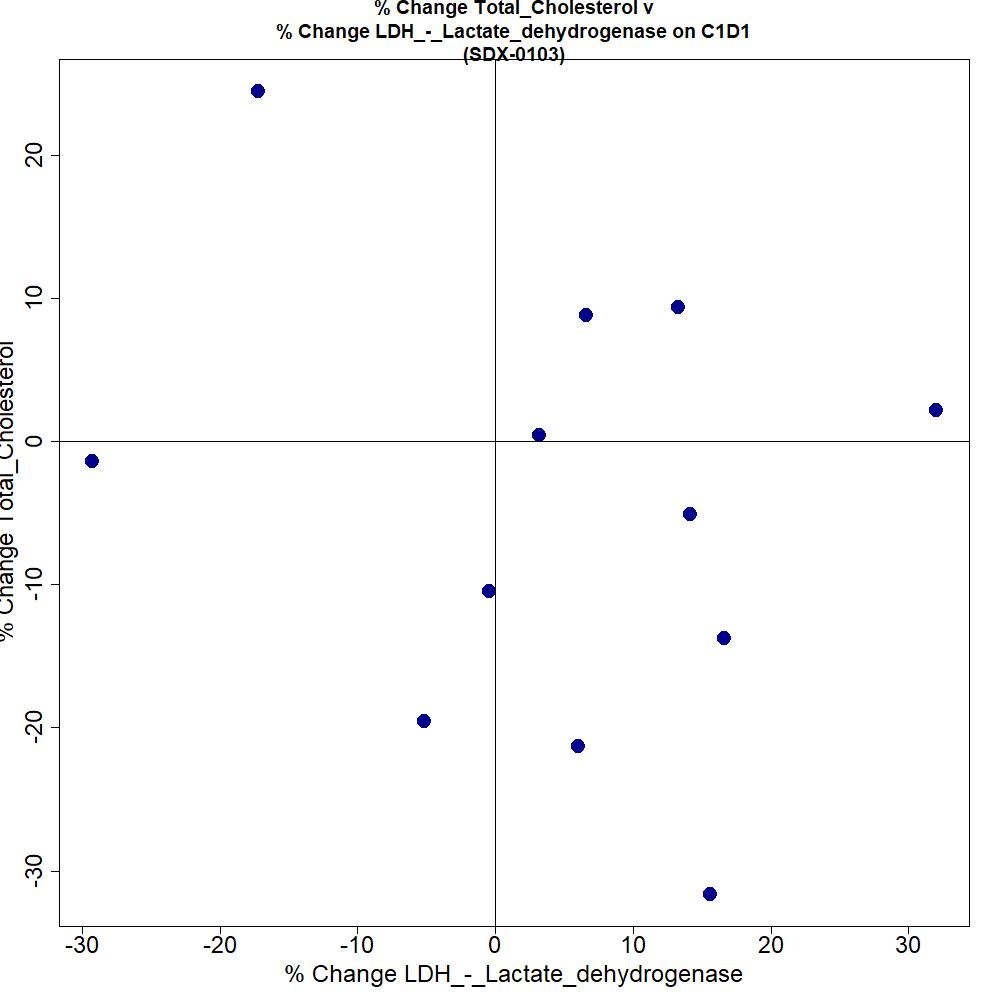 % Change Total_Cholesterol v
% Change LDH_-_Lactate_dehydrogenase on C1D1
(SDX-0103)
% Change Total_Cholesterol
20
10
0
-10
-20
-30
-30 -20 -10 0 10 20 30
% Change LDH_-_Lactate_dehydrogenase